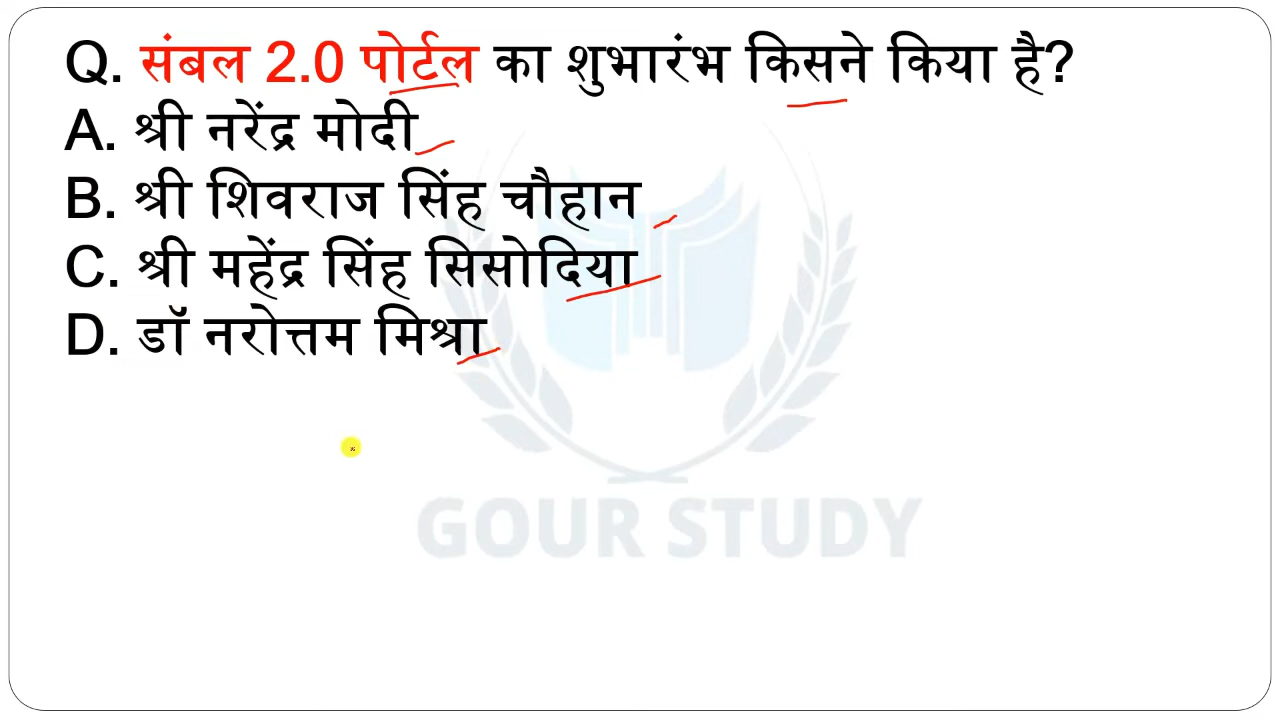 Q. संबल 2.0 पोर्टल का शुभारंभ किसने किया है?
A. श्री नरेंद्र मोदी
B. श्री शिवराज सिंह चौहान
C. श्री महेंद्र सिंह सिसोदिया
D. डॉ नरोत्तम मिश्रा
GOUR STUDY